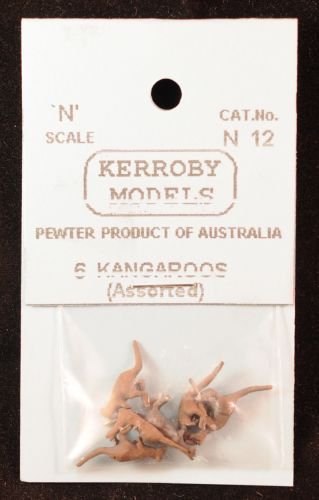 'N'
SCALE
CAT.No.
N 12
KERROBY
MODELS
PEWTER PRODUCT OF AUSTRALIA
6 KANGAROOS
(Assorted)